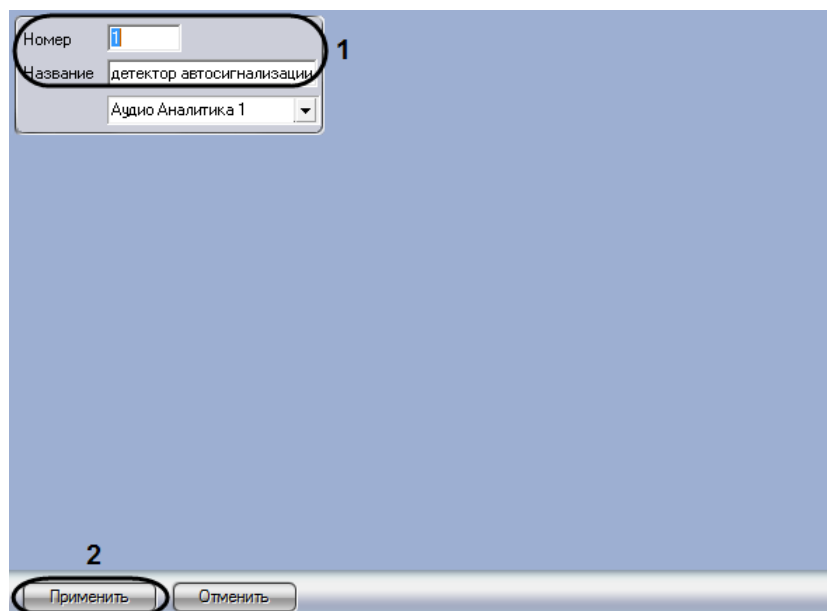 Номер 1 1
Название детектор автосигнализации
Аудио Аналитика 1
2
Применить Отменить